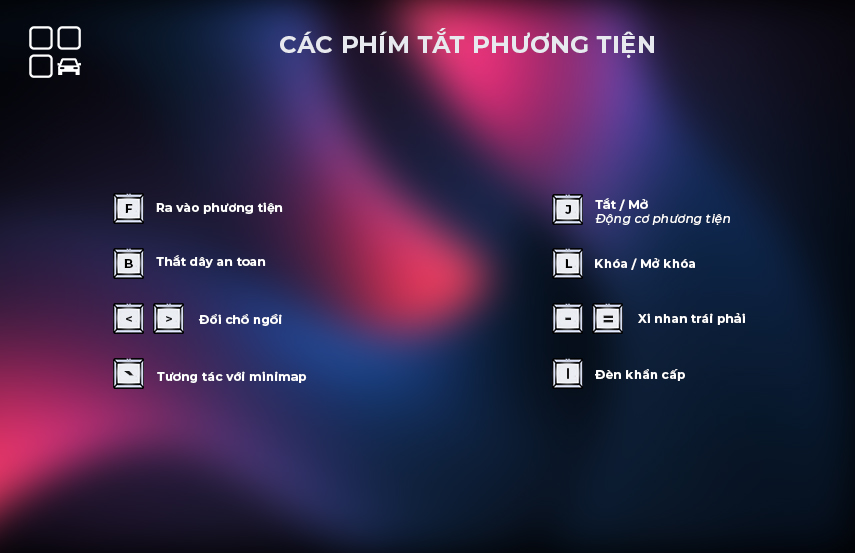 CÁC PHÍM TẮT PHƯƠNG TIỆN
F Ra vào phương tiện
B Thắt dây an toan
< > Đổi chổ ngồi
` Tương tác với minimap
J Tắt / Mở
Động cơ phương tiện
L Khóa / Mở khóa
- = Xi nhan trái phải
| Đèn khẩn cấp